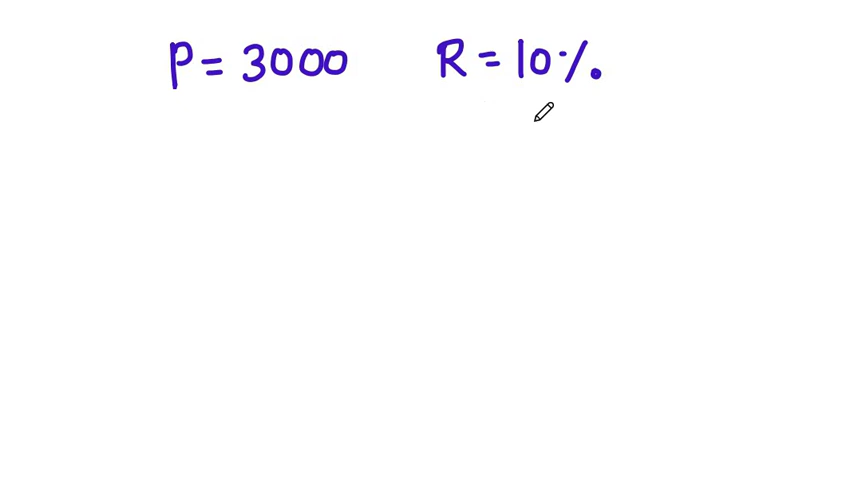 P = 3000 R = 10%